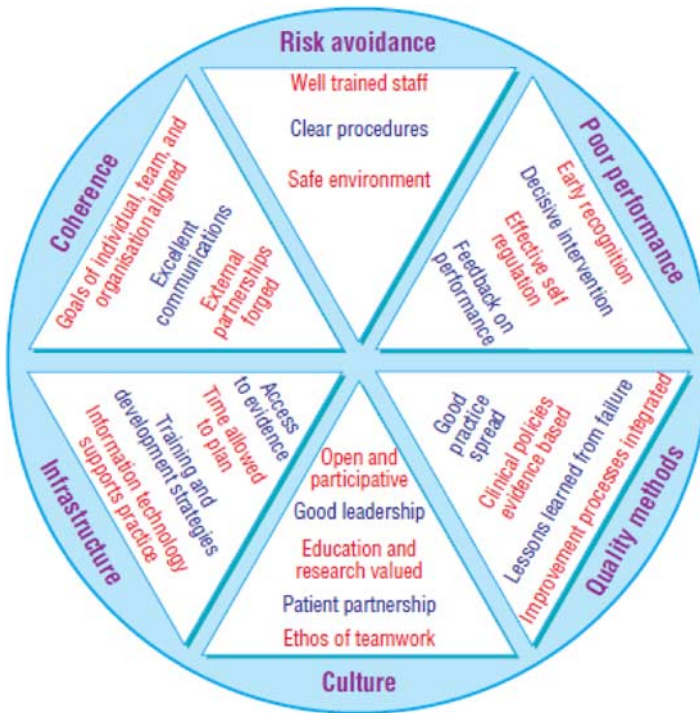 Risk avoidance
Well trained staff
Clear procedures
Safe environment
Poor performance
Early recognition
Decisive intervention
Effective self
regulation
Feedback on
performance
Quality methods
Good
practice
spread
Clinical policies
evidence based
Lessons learned from failure
Improvement processes integrated
Culture
Open and
participative
Good leadership
Education and
research valued
Patient partnership
Ethos of teamwork
Infrastructure
Access
to evidence
Time allowed
to plan
Training and
development strategies
Information technology
supports practice
Coherence
Goals of indvidual, team, and
organisation aligned
Excellent
communications
External
partnerships
forged